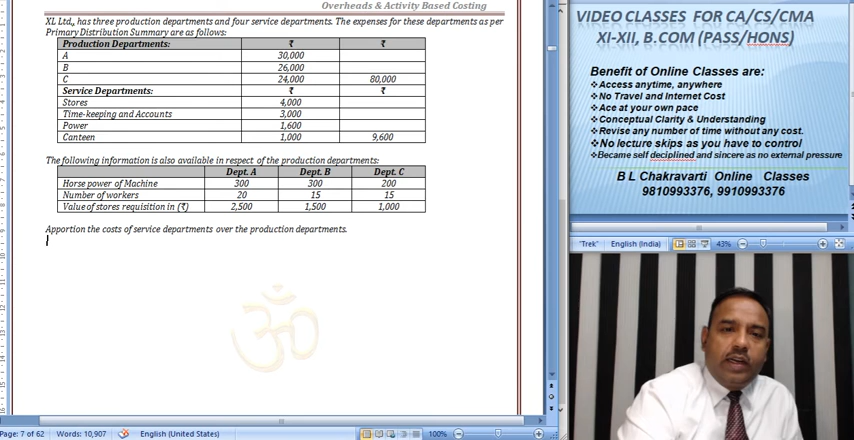 Overheads & Activity Based Costing
XL Ltd., has three production departments and four service departments. The expenses for these departments as per
Primary Distribution Summary are as follows:
Production Departments: ₹ ₹
A 30,000
B 26,000
C 24,000 80,000
Service Departments: ₹ ₹
Stores 4,000
Time-keeping and Accounts 3,000
Power 1,600
Canteen 1,000 9,600
The following information is also available in respect of the production departments:
Dept. A Dept. B Dept. C
Horse power of Machine 300 300 200
Number of workers 20 15 15
Value of stores requisition in (₹) 2,500 1,500 1,000
Apportion the costs of service departments over the production departments.
ॐ
Page: 7 of 62 Words: 10,907 English (United States) 100%
VIDEO CLASSES FOR CA/CS/CMA
XI-XII, B.COM (PASS/HONS)
Benefit of Online Classes are:
❖Access anytime, anywhere
❖No Travel and Internet Cost
❖Ace at your own pace
❖Conceptual Clarity & Understanding
❖Revise any number of time without any cost.
❖No lecture skips as you have to control
❖Became self deciplined and sincere as no external pressure
B L Chakravarti Online Classes
9810993376, 9910993376
"Trek" English (India) 43%